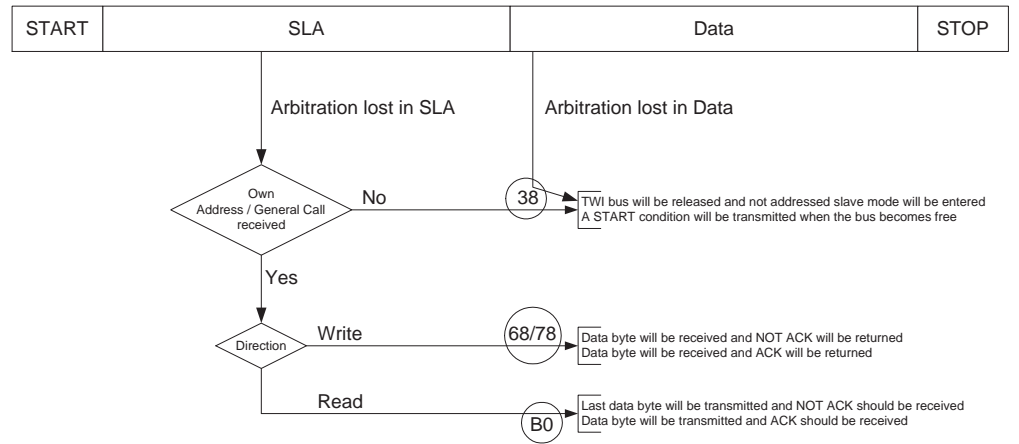 START SLA Data STOP
Arbitration lost in SLA Arbitration lost in Data
Own
Address / General Call
received
No
38
TWI bus will be released and not addressed slave mode will be entered
A START condition will be transmitted when the bus becomes free
Yes
Direction
Write
68/78
Data byte will be received and NOT ACK will be returned
Data byte will be received and ACK will be returned
Read
B0
Last data byte will be transmitted and NOT ACK should be received
Data byte will be transmitted and ACK should be received